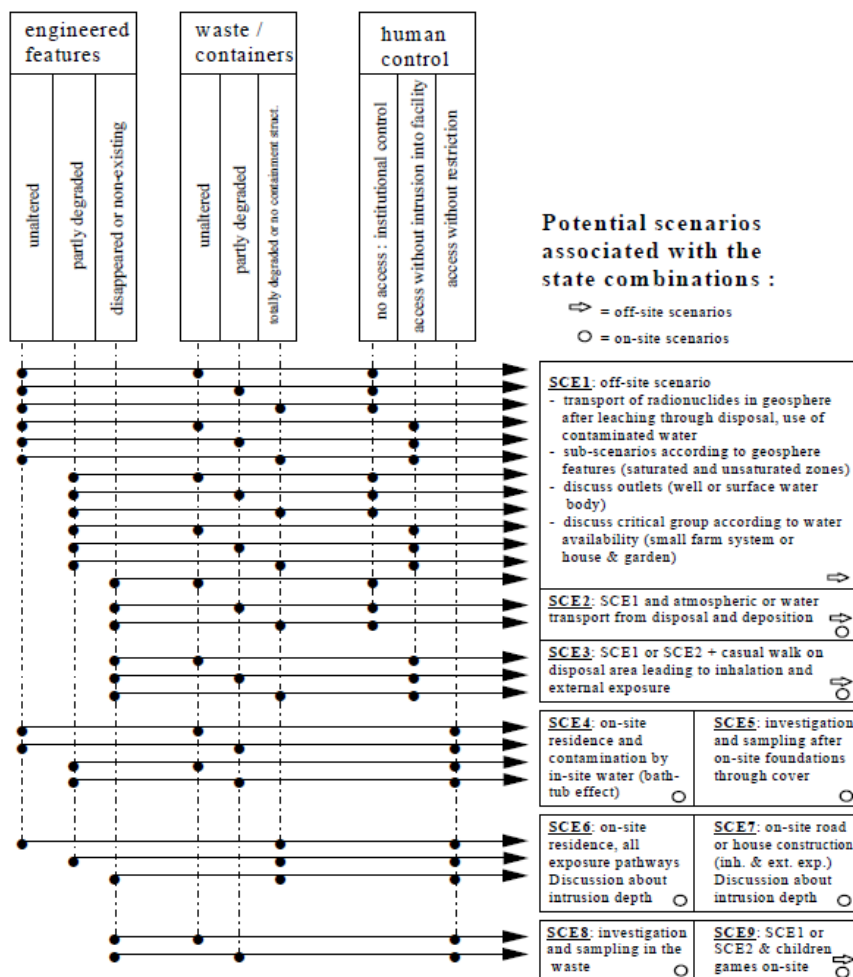 engineered
features
waste /
containers
human
control
unaltered
partly degraded
disappeared or non-existing
unaltered
partly degraded
totally degraded or no containment struct.
no access : institutional control
access without intrusion into facility
access without restriction
Potential scenarios
associated with the
state combinations :
= off-site scenarios
= on-site scenarios
SCE1: off-site scenario
- transport of radionuclides in geosphere
after leaching through disposal, use of
contaminated water
- sub-scenarios according to geosphere
features (saturated and unsaturated zones)
- discuss outlets (well or surface water
body)
- discuss critical group according to water
availability (small farm system or
house & garden)
SCE2: SCE1 and atmospheric or water
transport from disposal and deposition
SCE3: SCE1 or SCE2 + casual walk on
disposal area leading to inhalation and
external exposure
SCE4: on-site
residence and
contamination by
in-site water (bath-
tub effect)
SCE5: investigation
and sampling after
on-site foundations
through cover
SCE6: on-site
residence, all
exposure pathways
Discussion about
intrusion depth
SCE7: on-site road
or house construction
(inh. & ext. exp.)
Discussion about
intrusion depth
SCE8: investigation
and sampling in the
waste
SCE9: SCE1 or
SCE2 & children
games on-site